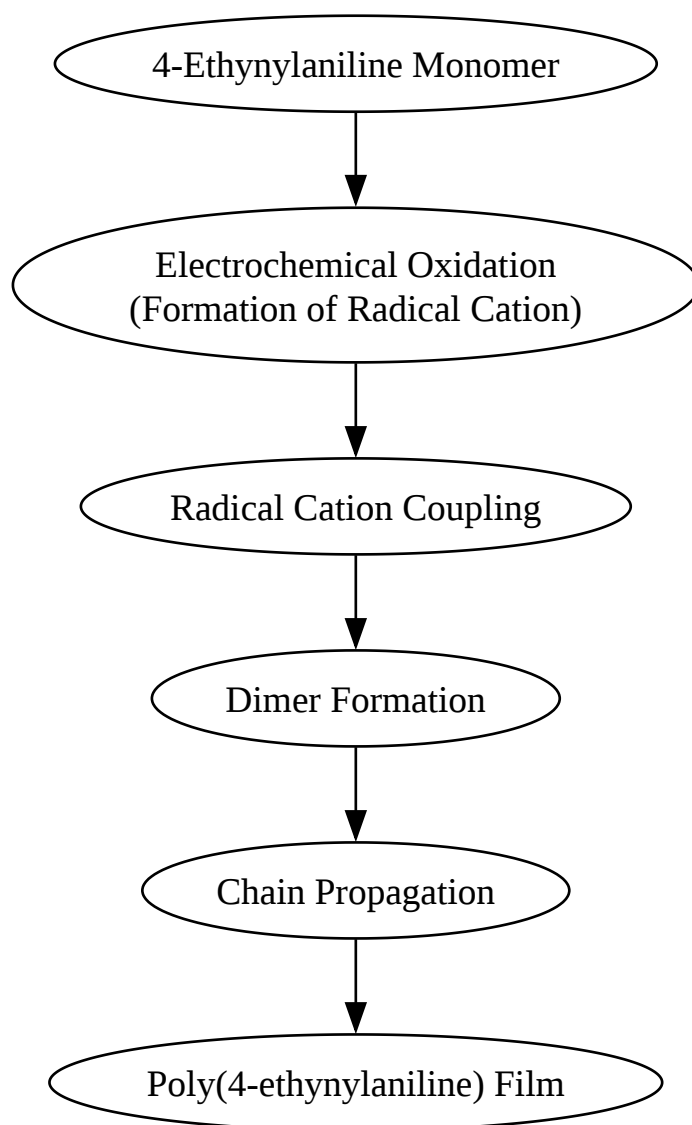 4-Ethynylaniline Monomer
Electrochemical Oxidation
(Formation of Radical Cation)
Radical Cation Coupling
Dimer Formation
Chain Propagation
Poly(4-ethynylaniline) Film